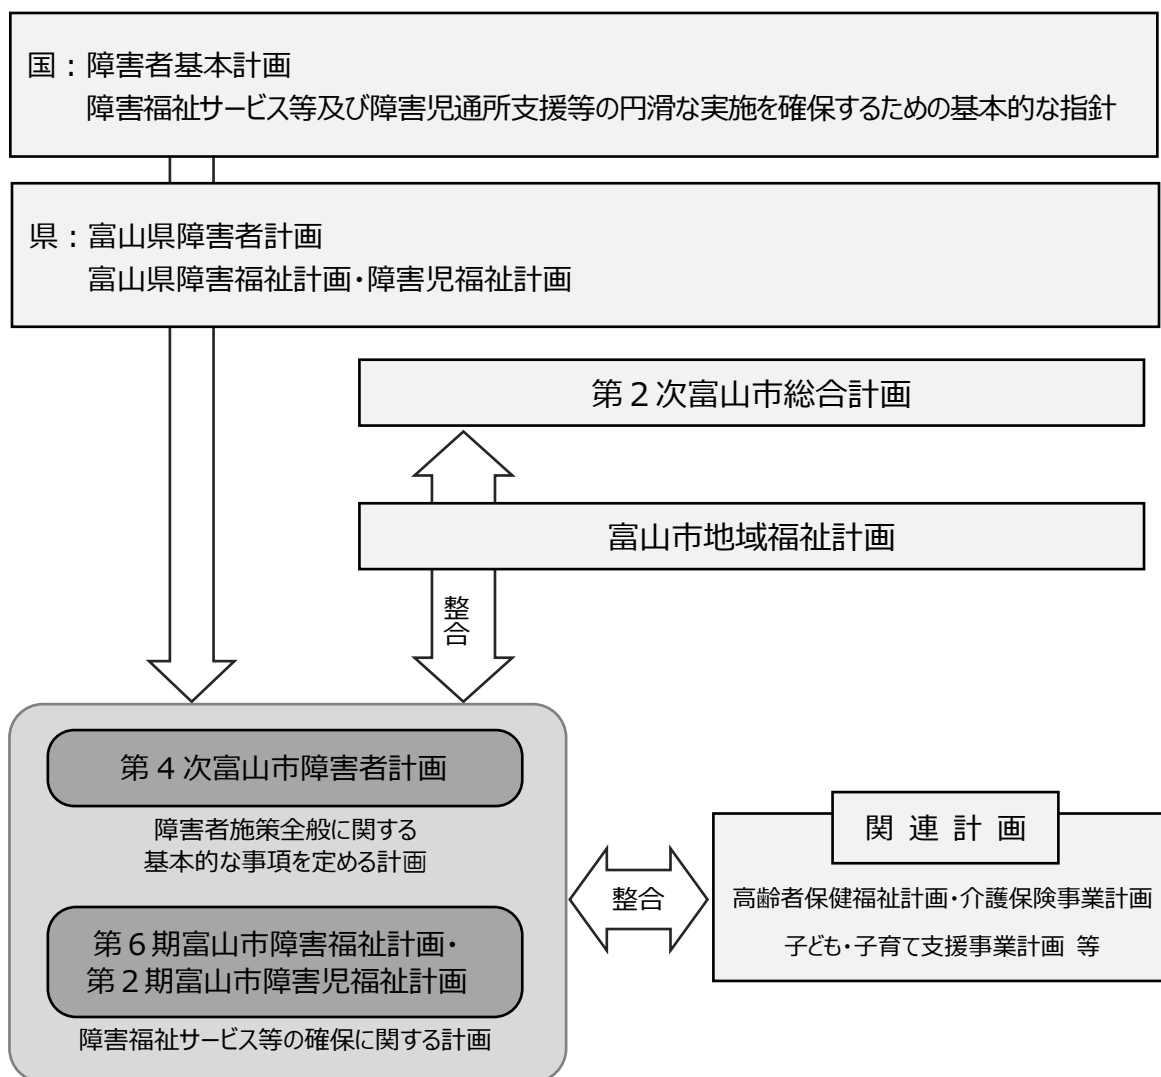 国：障害者基本計画
障害福祉サービス等及び障害児通所支援等の円滑な実施を確保するための基本的な指針
県：富山県障害者計画
富山県障害福祉計画・障害児福祉計画
第２次富山市総合計画
富山市地域福祉計画
整合
第４次富山市障害者計画
障害者施策全般に関する
基本的な事項を定める計画
第６期富山市障害福祉計画・
第２期富山市障害児福祉計画
障害福祉サービス等の確保に関する計画
整合
関連計画
高齢者保健福祉計画・介護保険事業計画
子ども・子育て支援事業計画 等